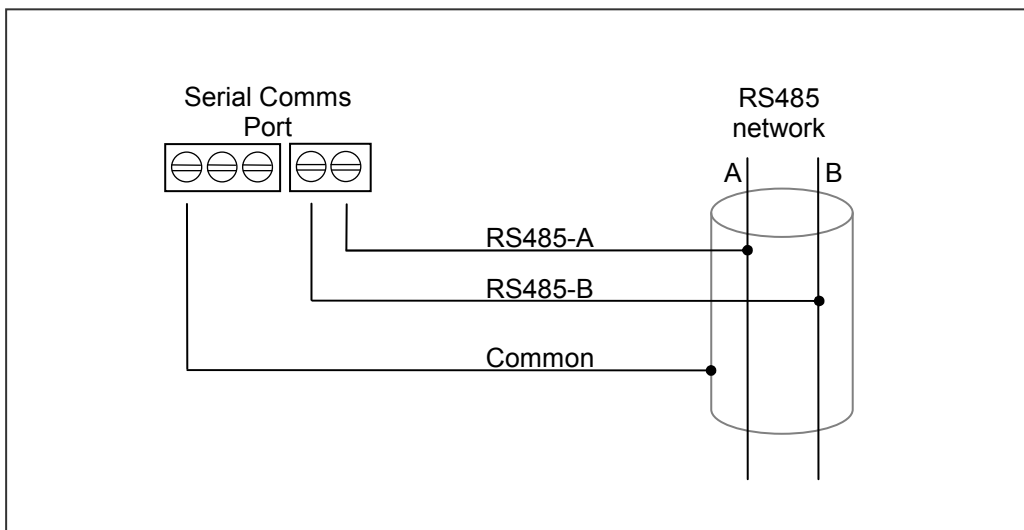 Serial Comms
Port
RS485
network
A
B
RS485-A
RS485-B
Common